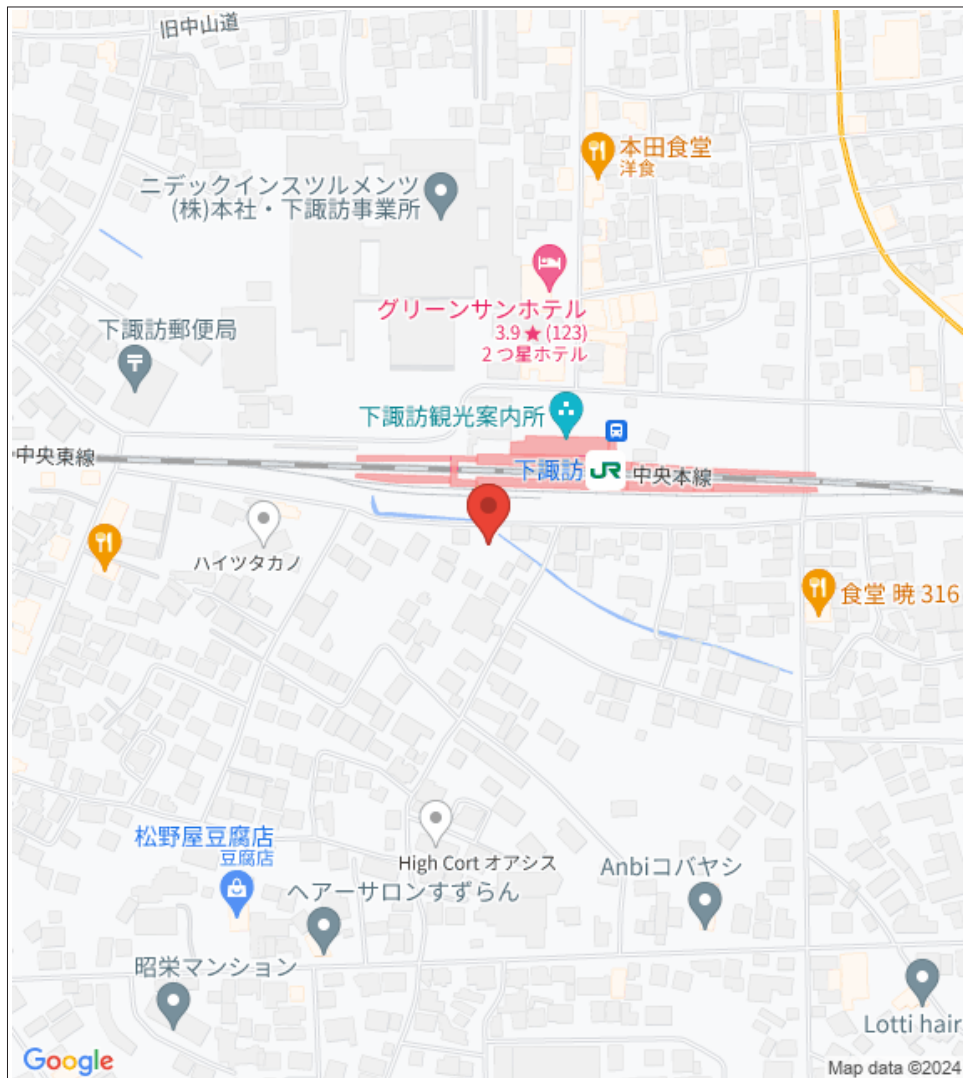 旧中山道
本田食堂
洋食
ニデックインスツルメンツ
(株)本社・下諏訪事業所
グリーンサンホテル
3.9 ★ (123)
2 つ星ホテル
下諏訪郵便局
下諏訪観光案内所
中央東線
下諏訪
JR
中央本線
ハイツタカノ
食堂 暁 316
松野屋豆腐店
豆腐店
High Cort オアシス
Anbiコバヤシ
ヘアーサロンすずらん
昭栄マンション
Lotti hair
Google
Map data ©2024